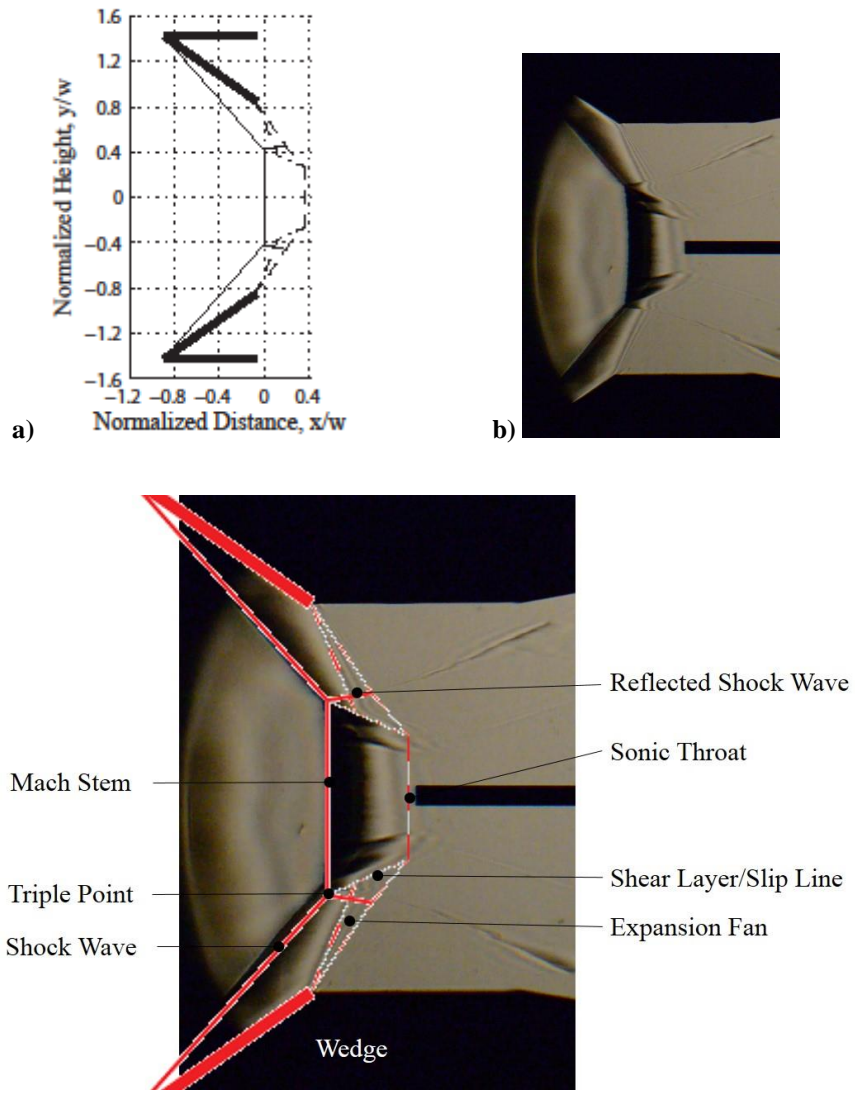 Normalized Height, y/w
1.6
1.2
0.8
0.4
0
−0.4
−0.8
−1.2
−1.6
−1.2 −0.8 −0.4 0 0.4
Normalized Distance, x/w
a)
b)
Reflected Shock Wave
Sonic Throat
Mach Stem
Shear Layer/Slip Line
Triple Point
Expansion Fan
Shock Wave
Wedge